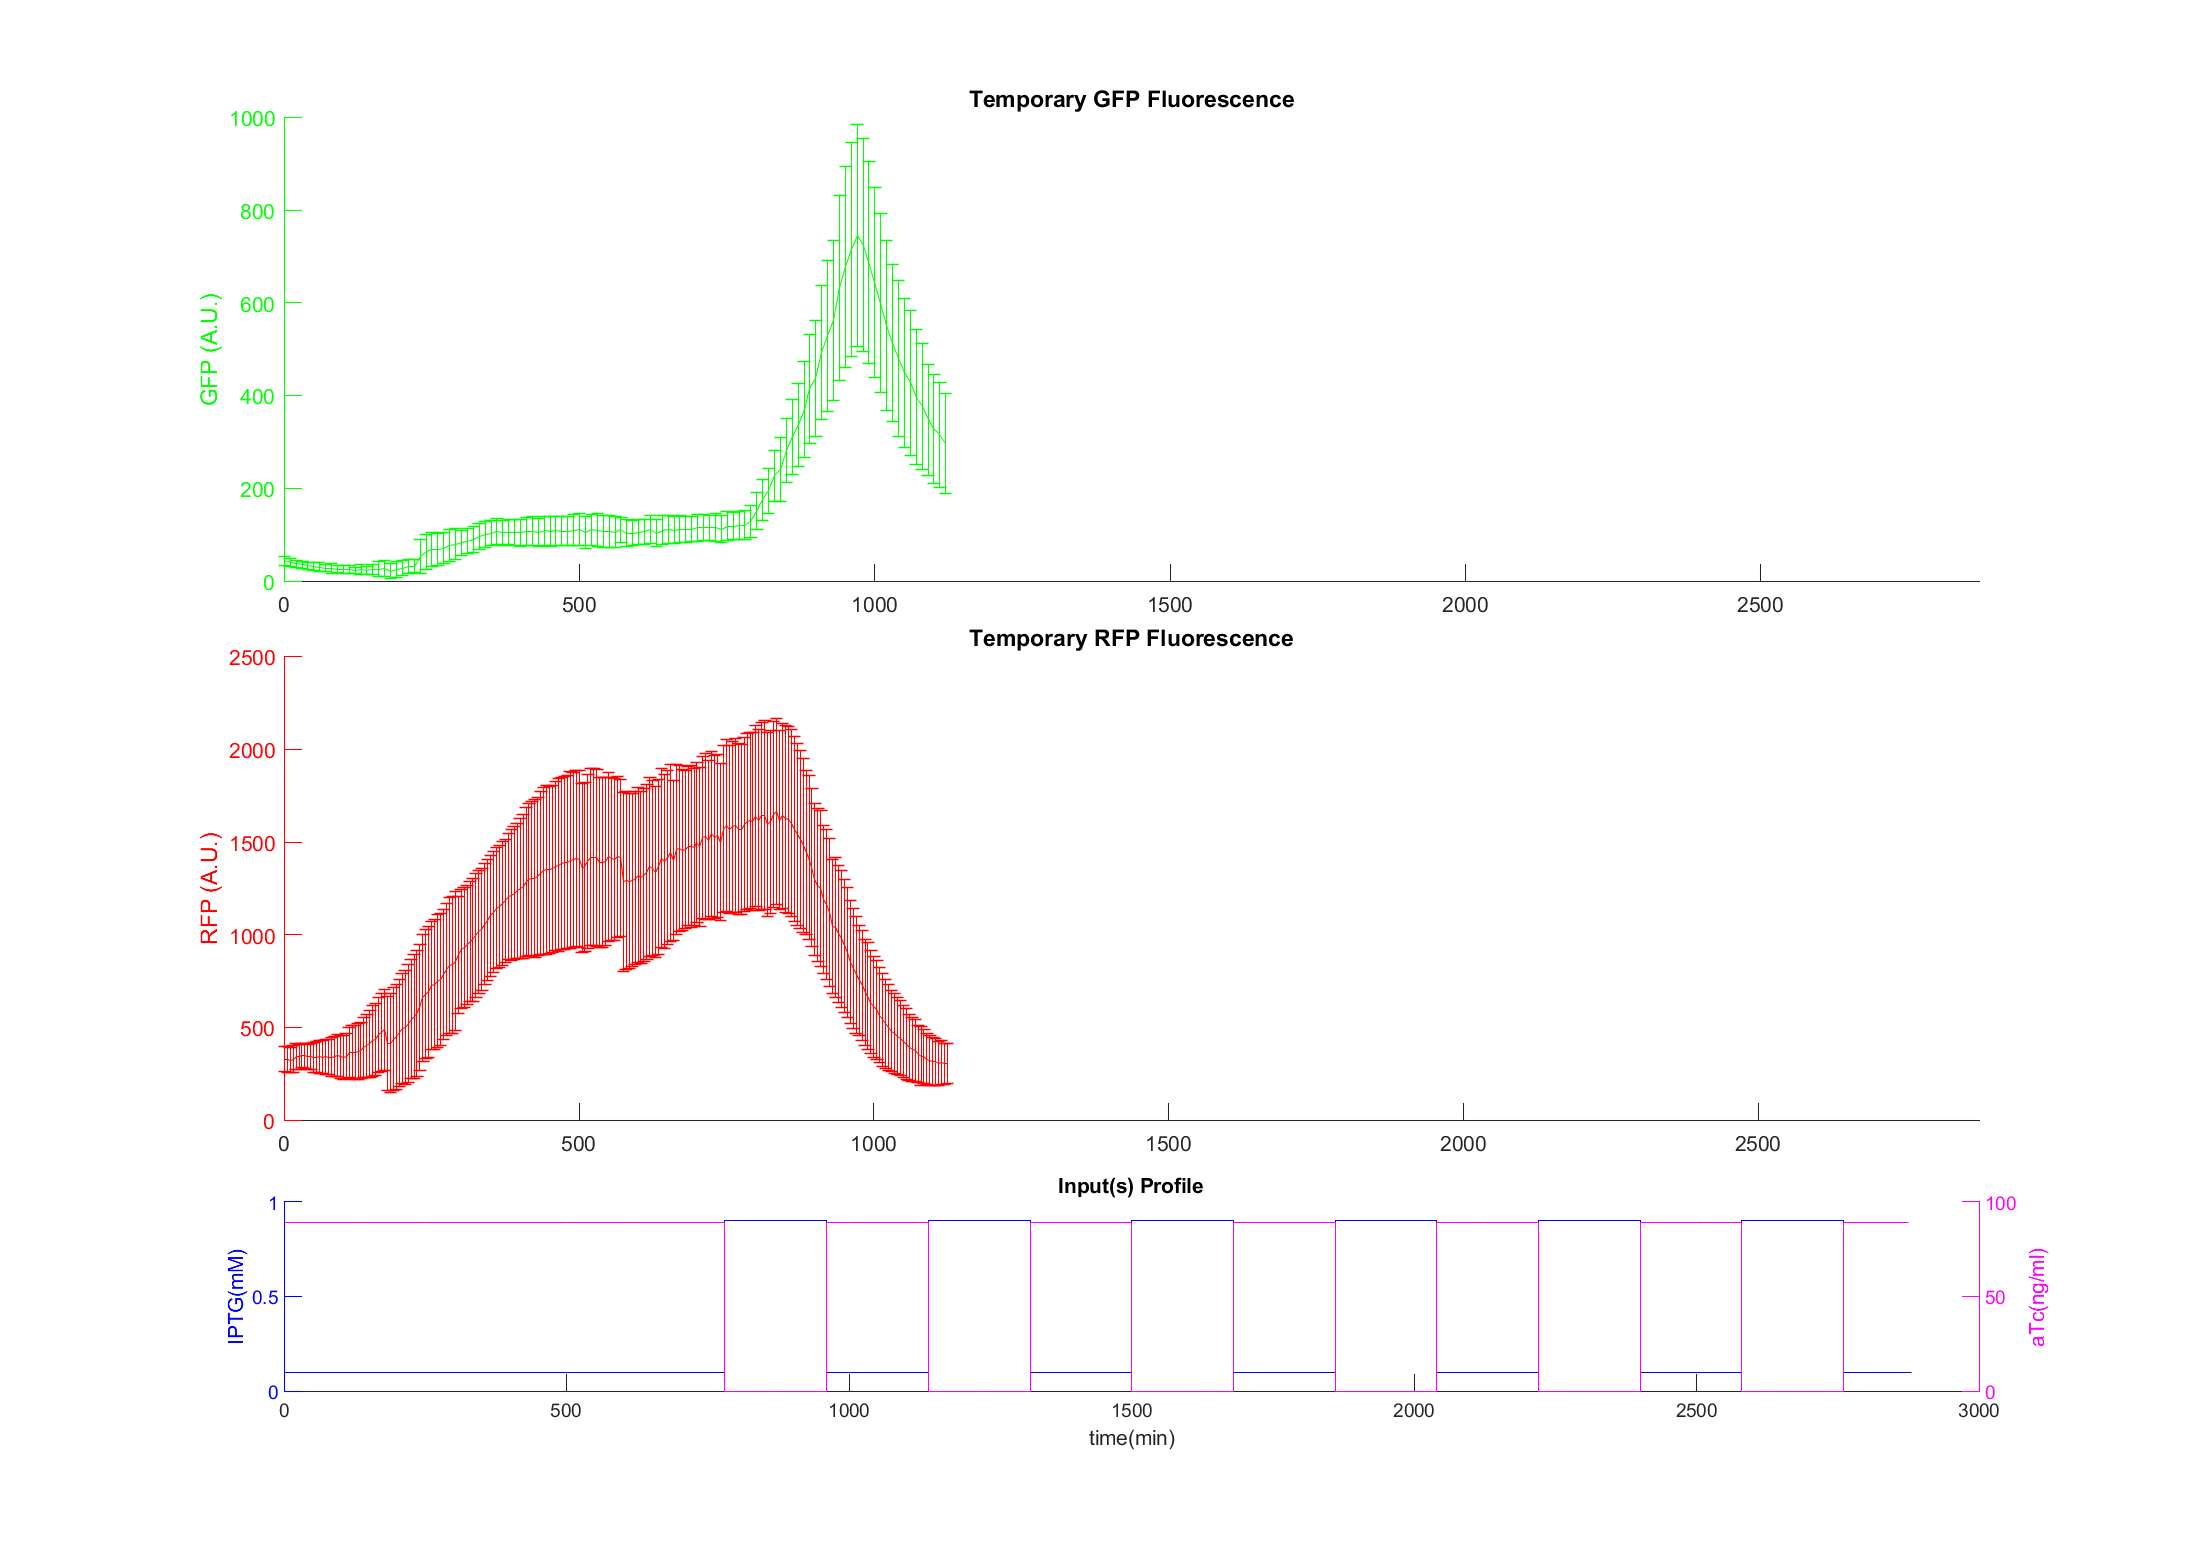 Temporary GFP Fluorescence
1000
800
600
400
200
0
GFP (A.U.)
0 500 1000 1500 2000 2500
Temporary RFP Fluorescence
2500
2000
1500
1000
500
0
RFP (A.U.)
0 500 1000 1500 2000 2500
Input(s) Profile
1
0.5
0
IPTG(mM)
100
50
0
aTc(ng/ml)
0 500 1000 1500 2000 2500 3000
time(min)